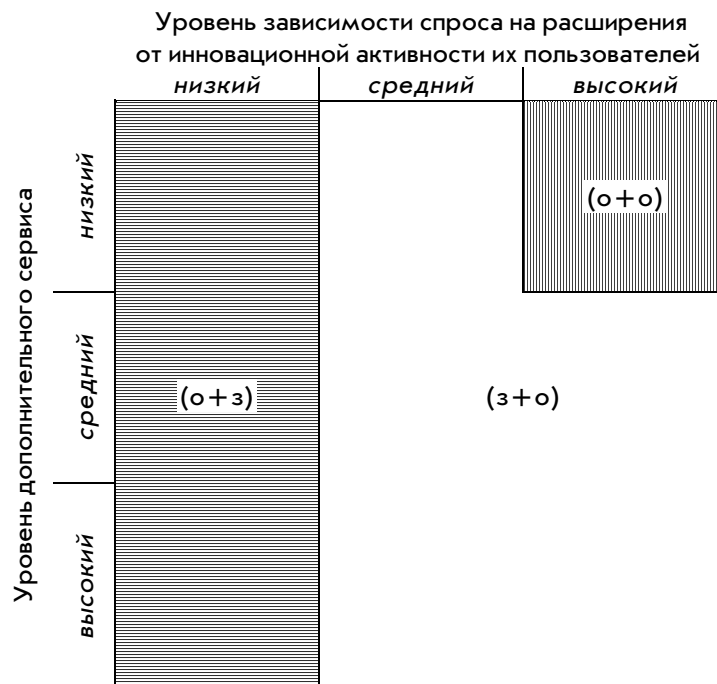 Уровень зависимости спроса на расширения
от инновационной активности их пользователей
низкий средний высокий
Уровень дополнительного сервиса
низкий
средний
высокий
(о+о)
(о+з)
(з+о)